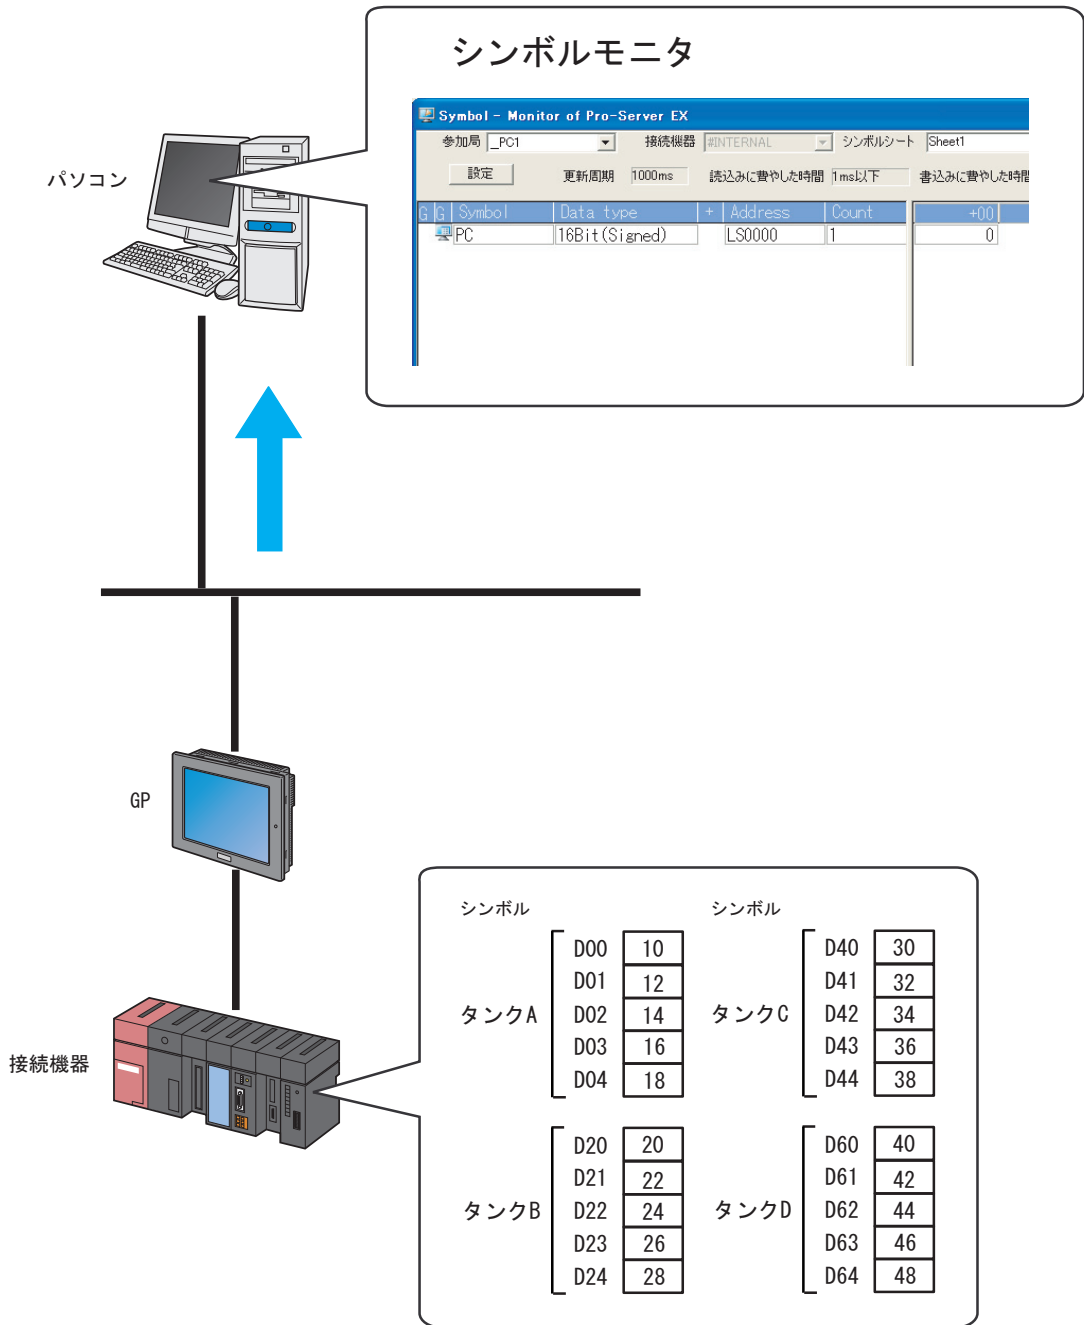 シンボルモニタ
Symbol - Monitor of Pro-Server EX
参加局 _PC1 接続機器 #INTERNAL シンボルシート Sheet1
設定 更新周期 1000ms 読込みに費やした時間 1ms以下 書込みに費やした時間
G G Symbol Data type + Address Count +00
PC 16Bit(Signed) LS0000 1 0
パソコン
GP
接続機器
シンボル シンボル
D00 10 D40 30
D01 12 D41 32
タンクA D02 14 タンクC D42 34
D03 16 D43 36
D04 18 D44 38
D20 20 D60 40
D21 22 D61 42
タンクB D22 24 タンクD D62 44
D23 26 D63 46
D24 28 D64 48